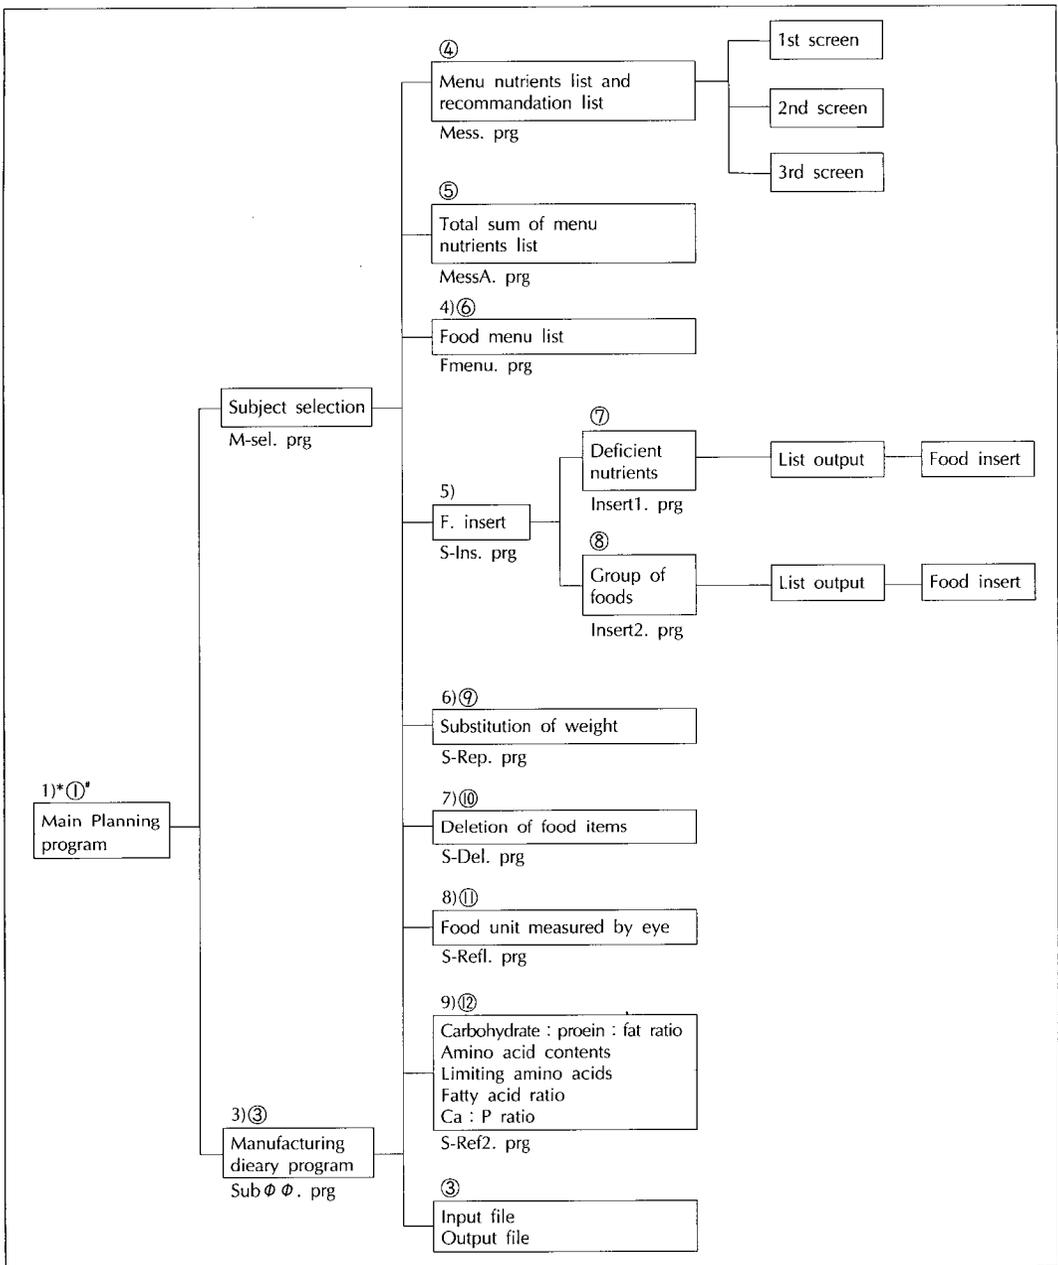 ④
Menu nutrients list and
recommandation list
Mess. prg
1st screen
2nd screen
3rd screen
⑤
Total sum of menu
nutrients list
MessA. prg
4)⑥
Food menu list
Fmenu. prg
Subject selection
M-sel. prg
5)
F. insert
S-Ins. prg
⑦
Deficient
nutrients
Insert1. prg
List output
Food insert
⑧
Group of
foods
Insert2. prg
List output
Food insert
6)⑨
Substitution of weight
S-Rep. prg
1)*①#
Main Planning
program
7)⑩
Deletion of food items
S-Del. prg
8)⑪
Food unit measured by eye
S-Refl. prg
9)⑫
Carbohydrate : proein : fat ratio
Amino acid contents
Limiting amino acids
Fatty acid ratio
Ca : P ratio
S-Ref2. prg
3)③
Manufacturing
dieary program
SubΦΦ. prg
③
Input file
Output file